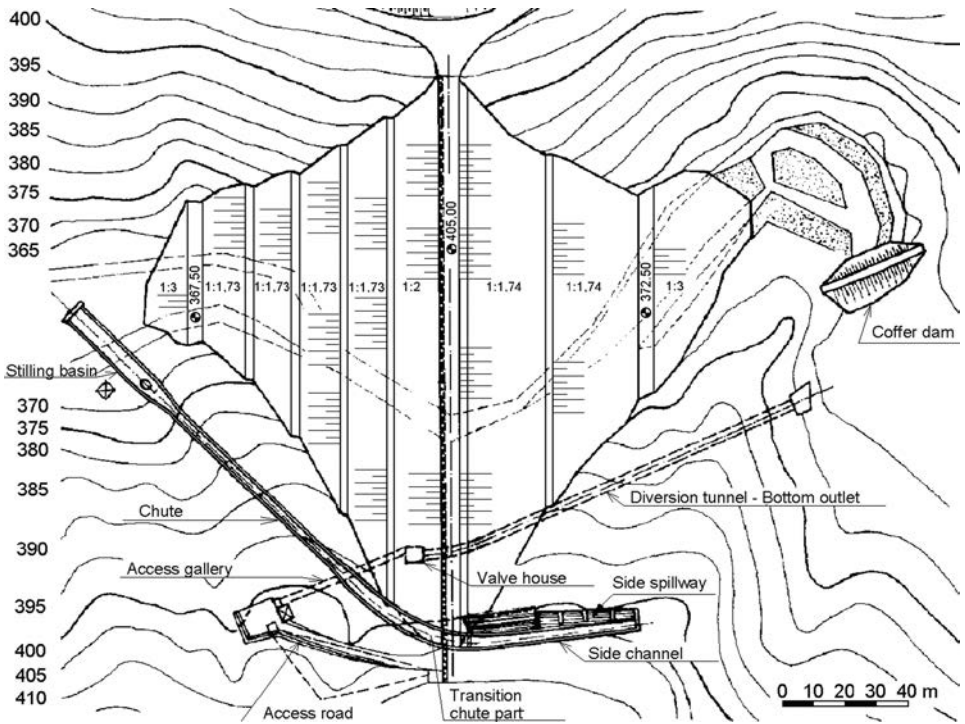 400
395
390
385
380
375
370
365
405.00
1:3
367.50
1:1,73
1:1,73
1:1,73
1:1,73
1:2
1:1,74
1:1,74
372.50
1:3
Coffer dam
Stilling basin
370
375
380
385
390
395
400
405
410
Diversion tunnel - Bottom outlet
Chute
Access gallery
Valve house
Side spillway
Side channel
Transition
chute part
Access road
0 10 20 30 40 m